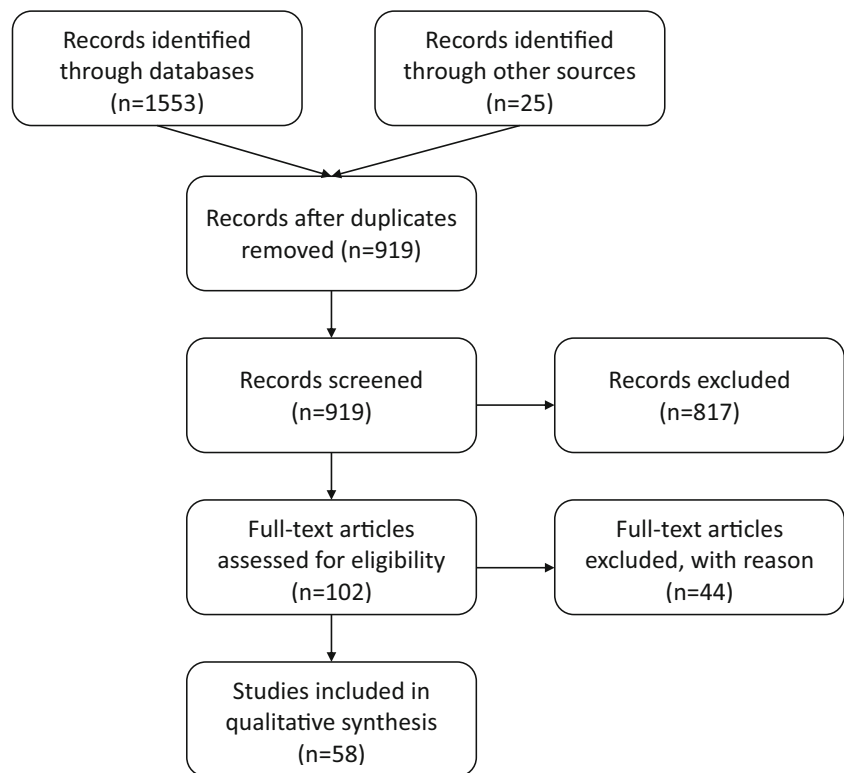 Records identified
through databases
(n=1553)
Records identified
through other sources
(n=25)
Records after duplicates
removed (n=919)
Records screened
(n=919)
Records excluded
(n=817)
Full-text articles
assessed for eligibility
(n=102)
Full-text articles
excluded, with reason
(n=44)
Studies included in
qualitative synthesis
(n=58)